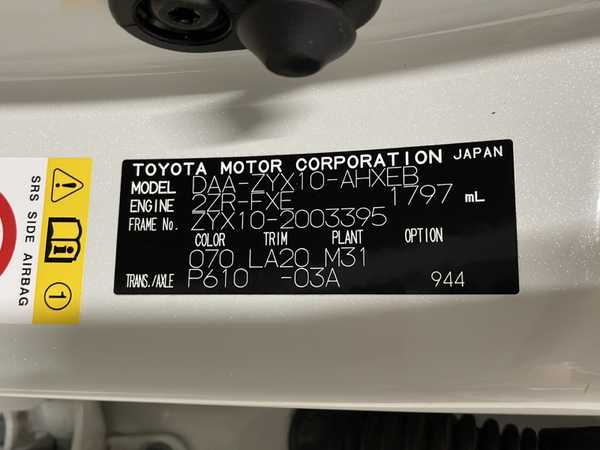 TOYOTA MOTOR CORPORATION JAPAN
MODEL DAA-ZYX10-AHXEB
ENGINE 2ZR-FXE 1797 mL
FRAME No. ZYX10-2003395
COLOR TRIM PLANT OPTION
070 LA20 M31
TRANS./AXLE P610 -03A 944
SRS SIDE AIRBAG
1